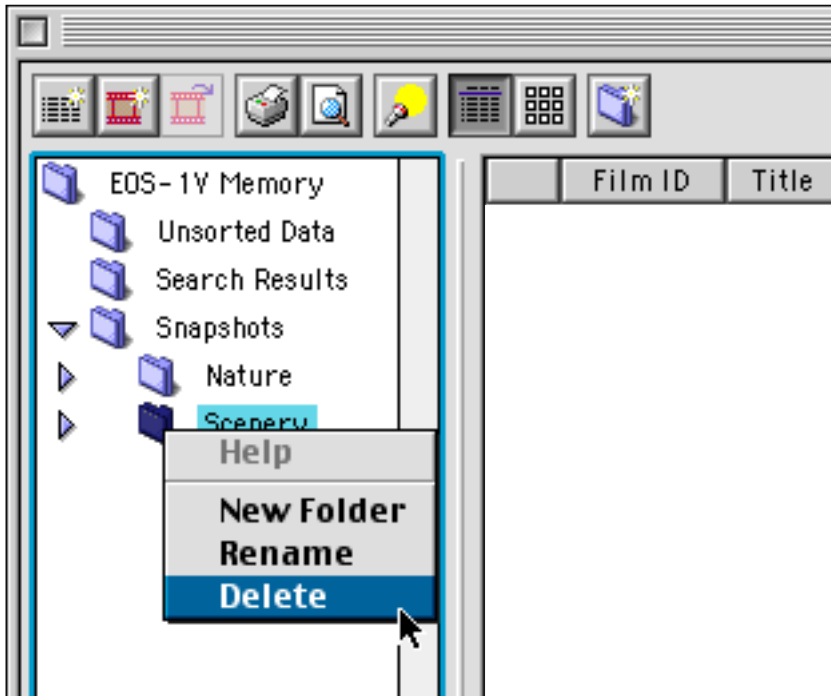 EOS-1V Memory
Film ID
Title
Unsorted Data
Search Results
Snapshots
Nature
Scenery
Help
New Folder
Rename
Delete